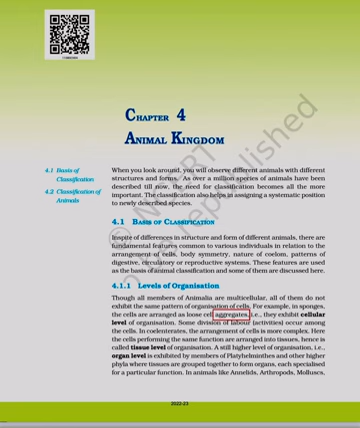 CHAPTER 4
ANIMAL KINGDOM
4.1 Basis of
Classification
4.2 Classification of
Animals
When you look around, you will observe different animals with different
structures and forms. As over a million species of animals have been
described till now, the need for classification becomes all the more
important. The classification also helps in assigning a systematic position
to newly described species.
4.1 BASIS OF CLASSIFICATION
Inspite of differences in structure and form of different animals, there are
fundamental features common to various individuals in relation to the
arrangement of cells, body symmetry, nature of coelom, patterns of
digestive, circulatory or reproductive systems. These features are used
as the basis of animal classification and some of them are discussed here.
4.1.1 Levels of Organisation
Though all members of Animalia are multicellular, all of them do not
exhibit the same pattern of organisation of cells. For example, in sponges,
the cells are arranged as loose cell aggregates, i.e., they exhibit cellular
level of organisation. Some division of labour (activities) occur among
the cells. In coelenterates, the arrangement of cells is more complex. Here
the cells performing the same function are arranged into tissues, hence is
called tissue level of organisation. A still higher level of organisation, i.e.,
organ level is exhibited by members of Platyhelminthes and other higher
phyla where tissues are grouped together to form organs, each specialised
for a particular function. In animals like Annelids, Arthropods, Molluscs,
2022-23